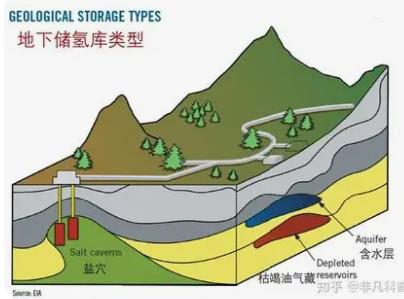 GEOLOGICAL STORAGE TYPES
地下储氢库类型
Salt caverns
盐穴
Aquifer
含水层
Depleted
reservoirs
枯竭油气藏
Source: EIA
知乎 @非凡科